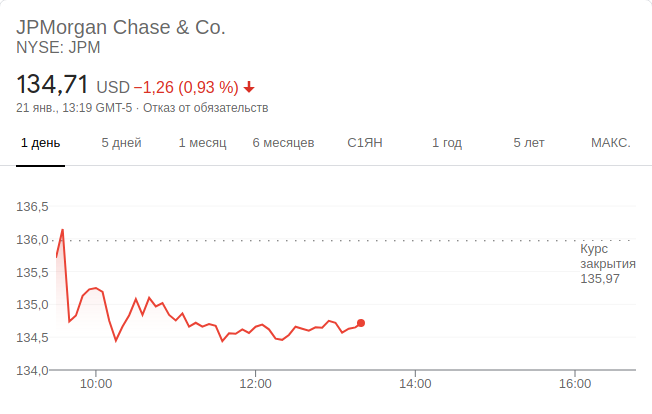 JPMorgan Chase & Co.
NYSE: JPM
134,71 USD −1,26 (0,93 %)
21 янв., 13:19 GMT-5 · Отказ от обязательств
1 день 5 дней 1 месяц 6 месяцев С1ЯН 1 год 5 лет МАКС.
136,5
136,0
Курс
закрытия
135,97
135,5
135,0
134,5
134,0
10:00 12:00 14:00 16:00